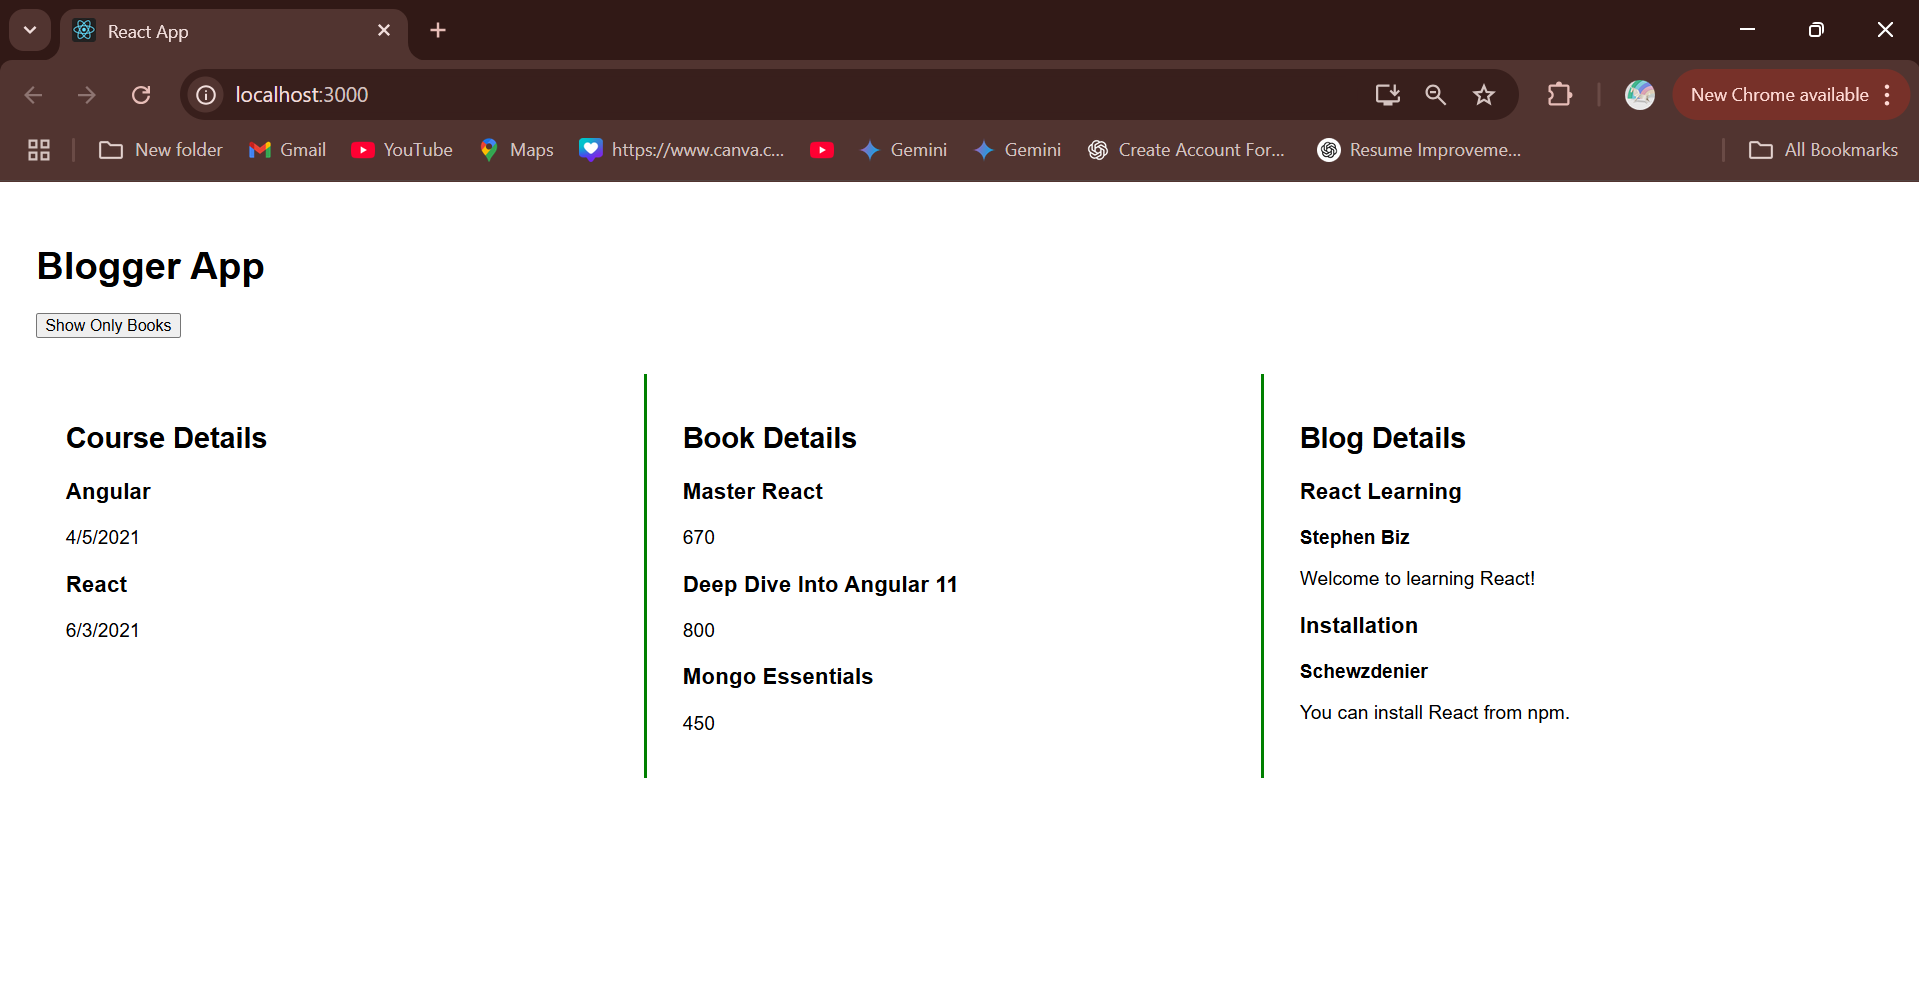 React App
localhost:3000
New Chrome available
New folder
Gmail
YouTube
Maps
https://www.canva.c...
Gemini
Gemini
Create Account For...
Resume Improveme...
All Bookmarks
Blogger App
Show Only Books
Course Details
Angular
4/5/2021
React
6/3/2021
Book Details
Master React
670
Deep Dive Into Angular 11
800
Mongo Essentials
450
Blog Details
React Learning
Stephen Biz
Welcome to learning React!
Installation
Schewzdenier
You can install React from npm.